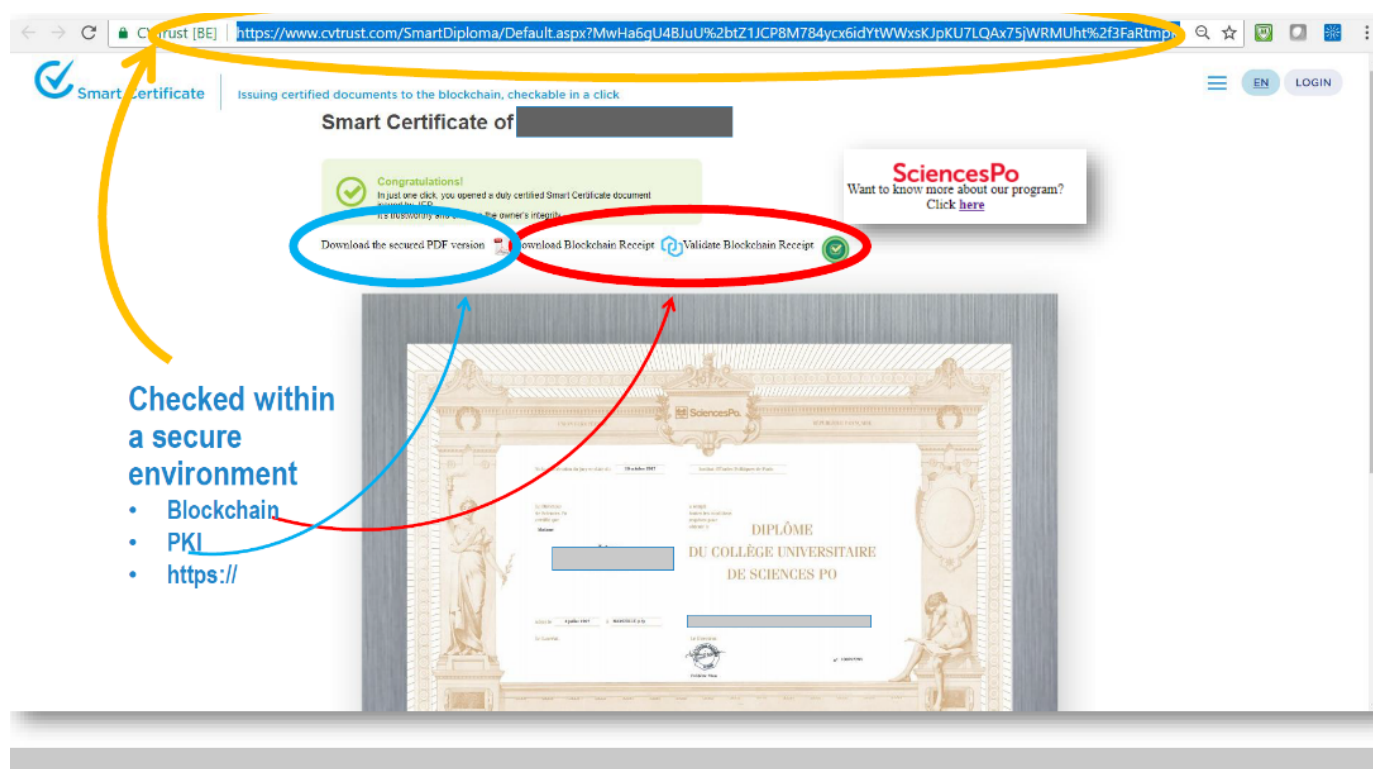 CVTrust [BE]
https://www.cvtrust.com/SmartDiploma/Default.aspx?MwHa6gU4BJuU%2btZ1JCP8M784ycx6idYtWWxsKJpKU7LQAx75jWRMUht%2f3FaRtmp
Smart Certificate
Issuing certified documents to the blockchain, checkable in a click
EN
LOGIN
Smart Certificate of
Congratulations!
In just one click, you opened a duly certified Smart Certificate document
the owner's integrity
SciencesPo
Want to know more about our program?
Click here
Download the secured PDF version
Download Blockchain Receipt
Validate Blockchain Receipt
Checked within
a secure
environment
• Blockchain
• PKI
• https://
SciencesPo.
DIPLÔME
DU COLLÈGE UNIVERSITAIRE
DE SCIENCES PO